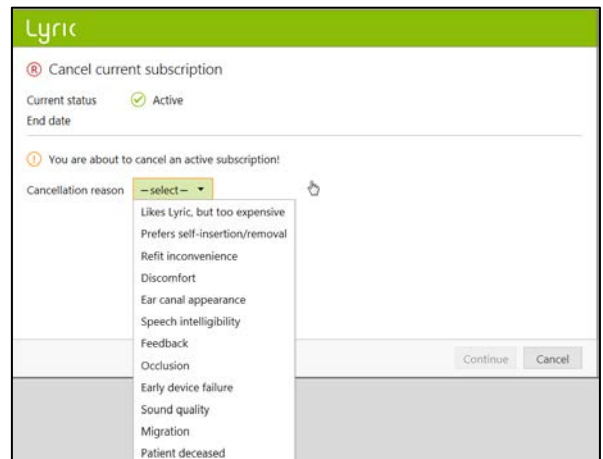 Lyric
R Cancel current subscription
Current status Active
End date
! You are about to cancel an active subscription!
Cancellation reason —select—
Likes Lyric, but too expensive
Prefers self-insertion/removal
Refit inconvenience
Discomfort
Ear canal appearance
Speech intelligibility
Feedback
Continue Cancel
Occlusion
Early device failure
Sound quality
Migration
Patient deceased